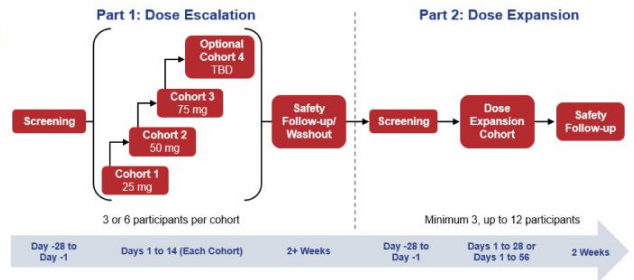 Part 1: Dose Escalation
Part 2: Dose Expansion
Optional
Cohort 4
TBD
Cohort 3
75 mg
Cohort 2
50 mg
Cohort 1
25 mg
Screening
Safety
Follow-up/
Washout
Screening
Dose
Expansion
Cohort
Safety
Follow-up
3 or 6 participants per cohort
Minimum 3, up to 12 participants
Day -28 to
Day -1
Days 1 to 14 (Each Cohort)
2+ Weeks
Day -28 to
Day -1
Days 1 to 28 or
Days 1 to 56
2 Weeks